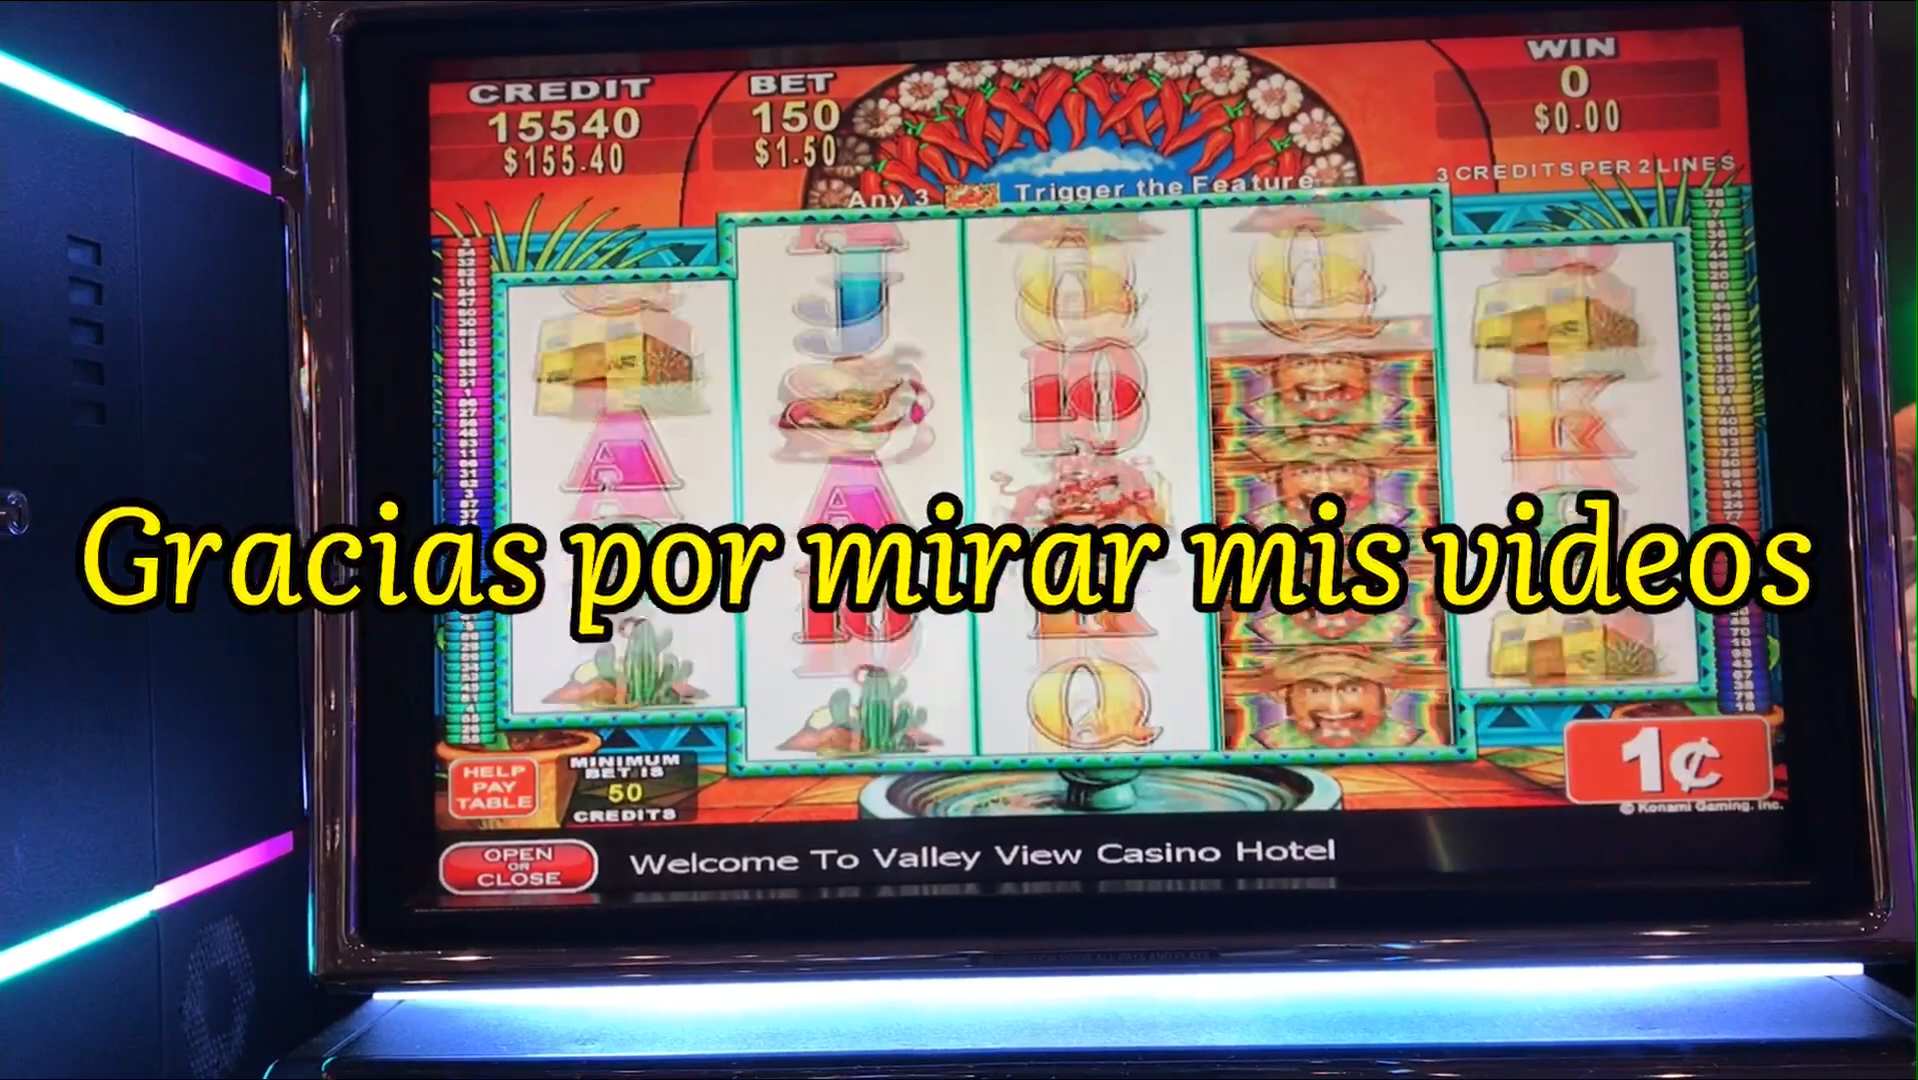 CREDIT
15540
$155.40
BET
150
$1.50
WIN
0
$0.00
3 CREDITS PER 2 LINES
Any 3 Trigger the Feature
J
Q
Q
10
A
K
A
Gracias por mirar mis videos
10
K
Q
HELP
PAY
TABLE
MINIMUM
BET IS
50
CREDITS
1¢
© Konami Gaming, Inc.
OPEN
OR
CLOSE
Welcome To Valley View Casino Hotel